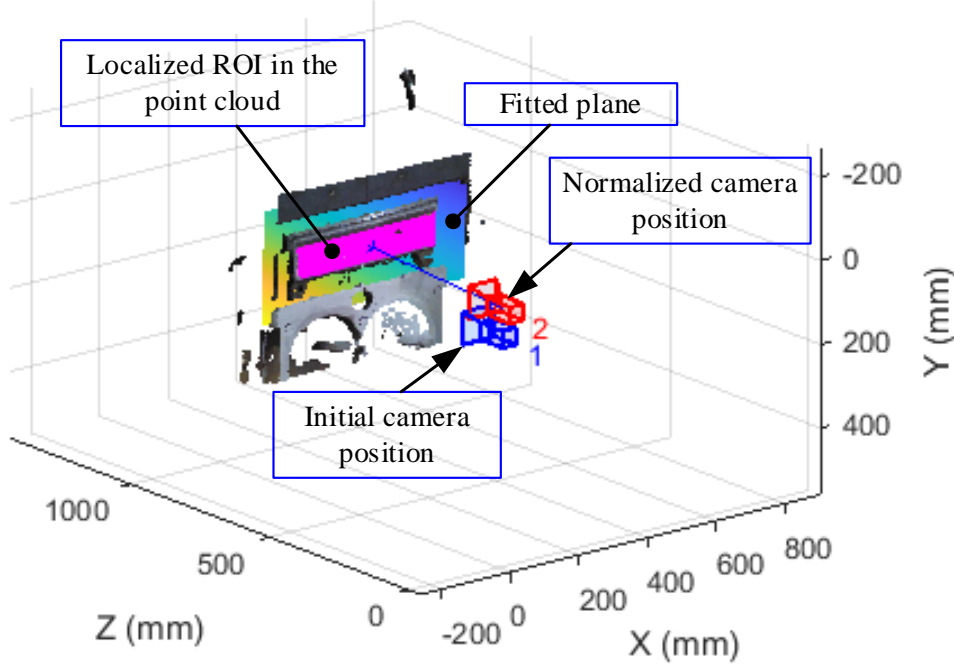 Localized ROI in the
point cloud
Fitted plane
Normalized camera
position
-200
0
200
400
Y (mm)
2
1
Initial camera
position
1000
500
0
Z (mm)
-200
0
200
400
600
800
X (mm)